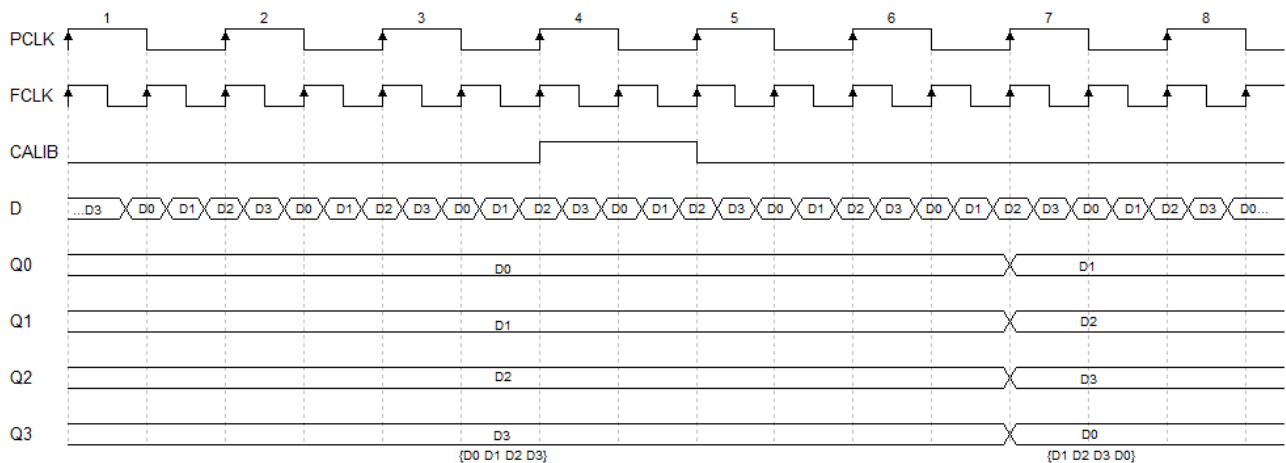 1 2 3 4 5 6 7 8
PCLK
FCLK
CALIB
D ...D3 D0 D1 D2 D3 D0 D1 D2 D3 D0 D1 D2 D3 D0 D1 D2 D3 D0 D1 D2 D3 D0 D1 D2 D3 D0 D1 D2 D3 D0...
Q0 D0 D1
Q1 D1 D2
Q2 D2 D3
Q3 D3 D0
{D0 D1 D2 D3} {D1 D2 D3 D0}